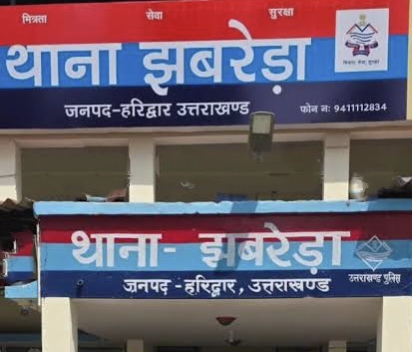 मित्रता सेवा सुरक्षा
थाना झबरेड़ा
जनपद-हरिद्वार उत्तराखण्ड फोन नः 9411112834
थाना- झबरेड़ा
जनपद - हरिद्वार, उत्तराखण्ड
उत्तराखण्ड पुलिस